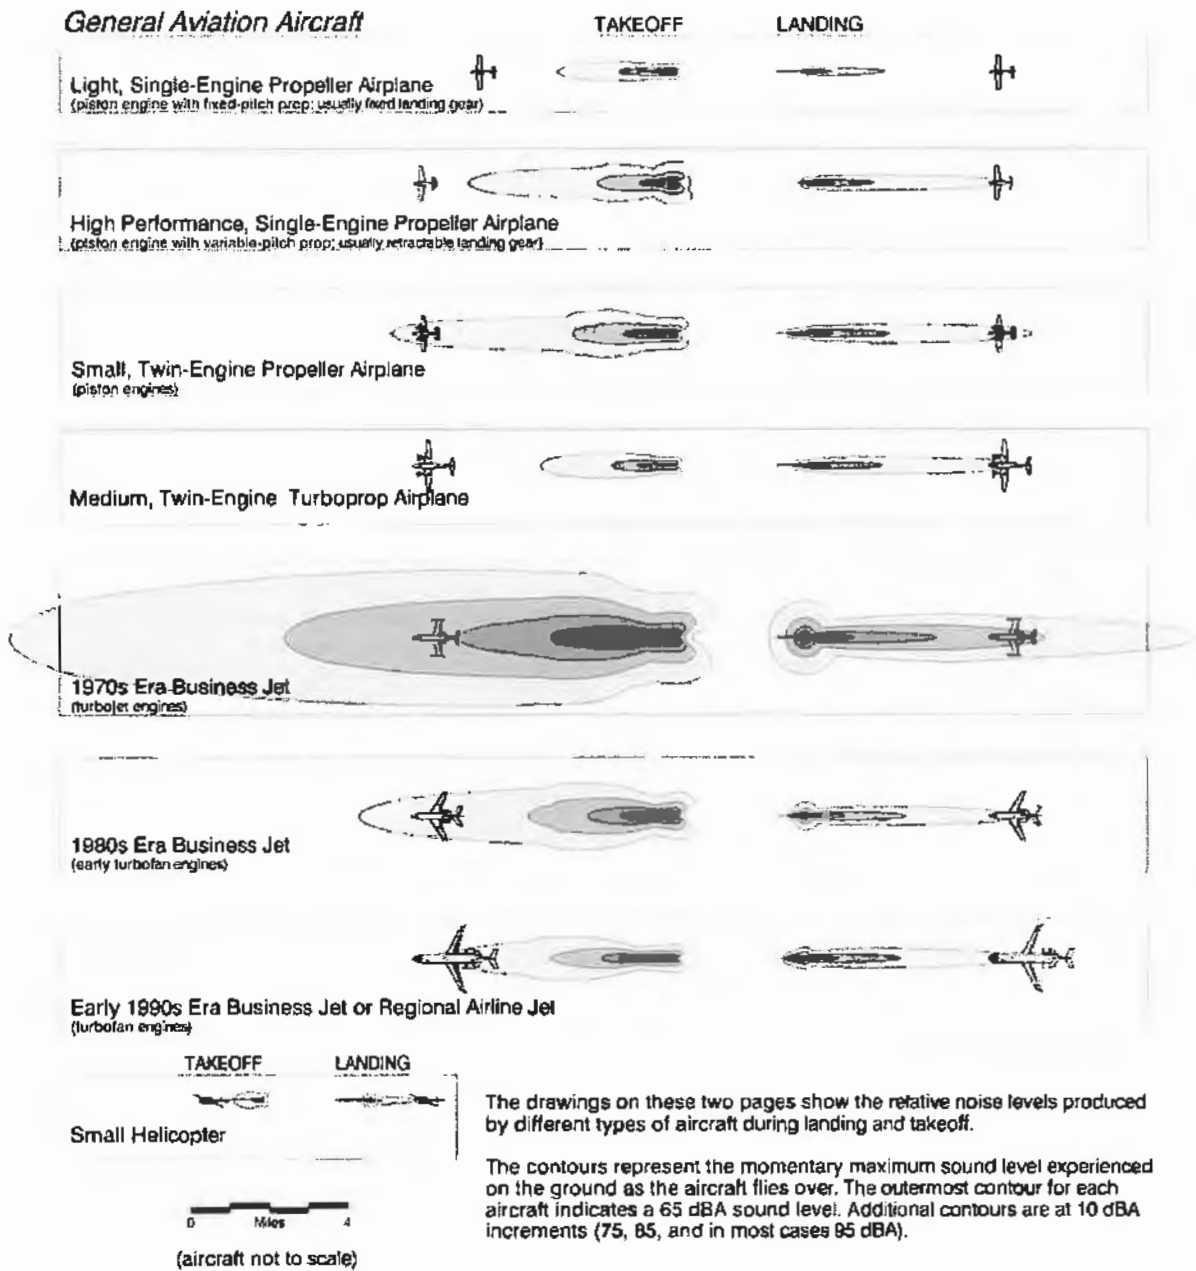 General Aviation Aircraft
TAKEOFF LANDING
Light, Single-Engine Propeller Airplane
(piston engine with fixed-pitch prop; usually fixed landing gear)
High Performance, Single-Engine Propeller Airplane
(piston engine with variable-pitch prop; usually retractable landing gear)
Small, Twin-Engine Propeller Airplane
(piston engines)
Medium, Twin-Engine Turboprop Airplane
1970s Era Business Jet
(turbojet engines)
1980s Era Business Jet
(early turbofan engines)
Early 1990s Era Business Jet or Regional Airline Jet
(turbofan engines)
TAKEOFF LANDING
Small Helicopter
0 Miles 4
(aircraft not to scale)
The drawings on these two pages show the relative noise levels produced
by different types of aircraft during landing and takeoff.
The contours represent the momentary maximum sound level experienced
on the ground as the aircraft flies over. The outermost contour for each
aircraft indicates a 65 dBA sound level. Additional contours are at 10 dBA
increments (75, 85, and in most cases 95 dBA).